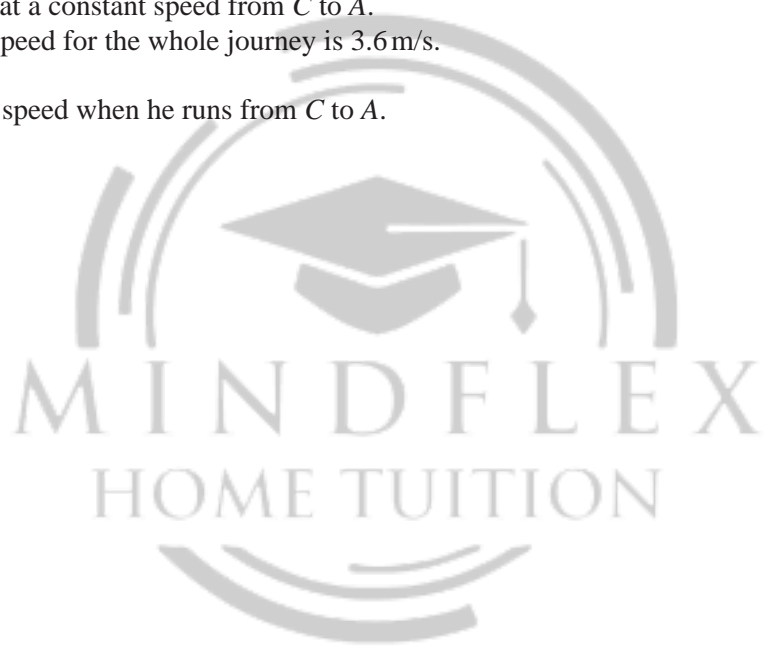 at a constant speed from C to A.
peed for the whole journey is 3.6 m/s.
speed when he runs from C to A.
MINDFLEX
HOME TUITION